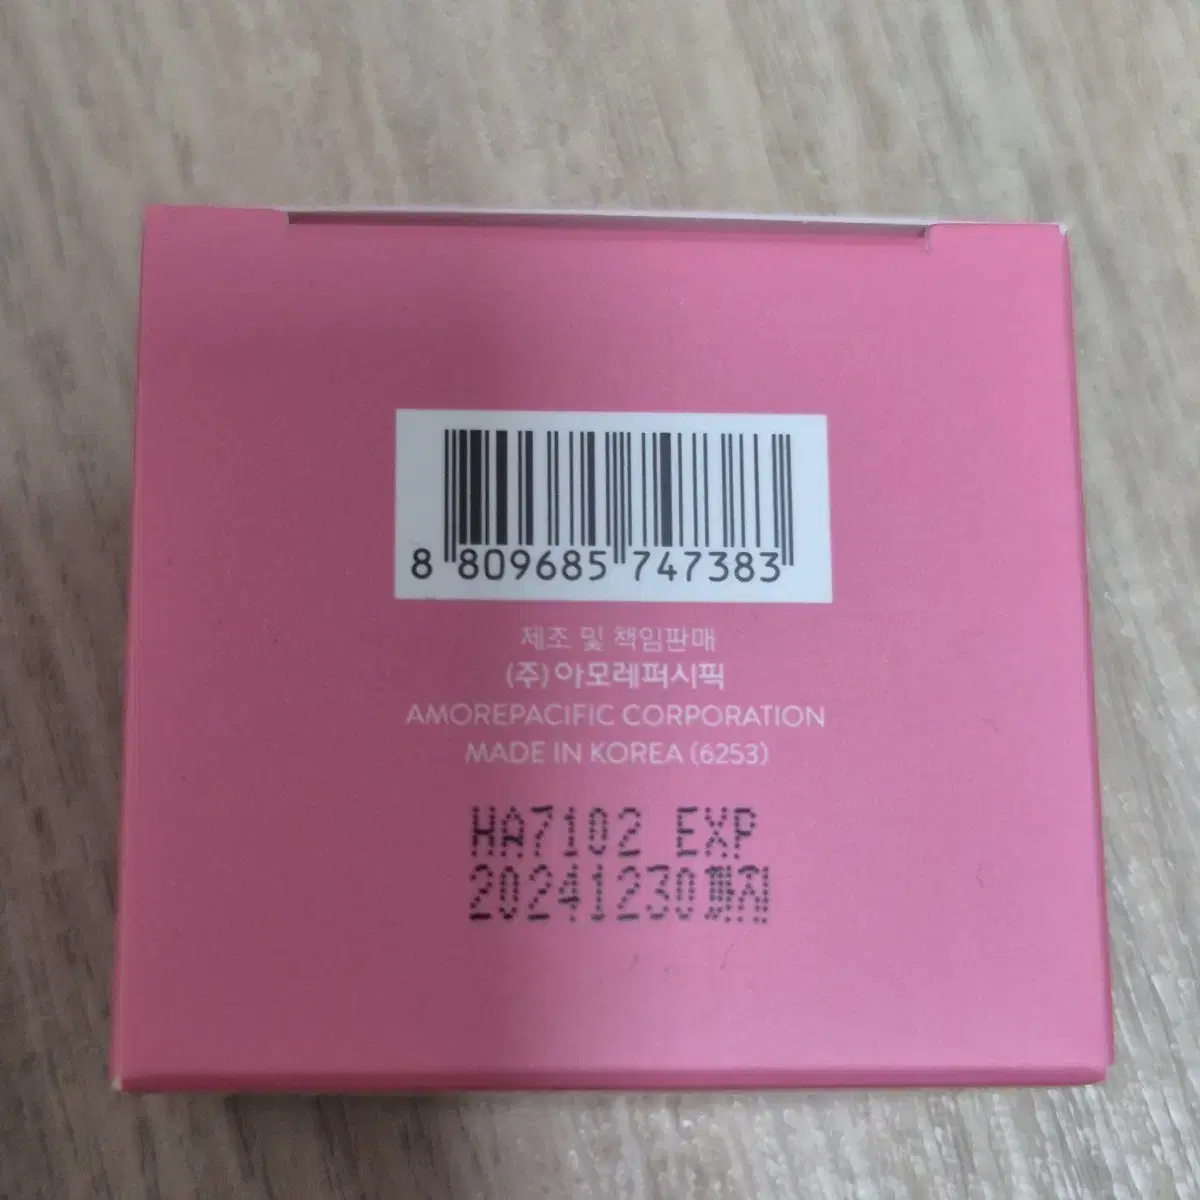 8 809685 747383
제조 및 책임판매
(주)아모레퍼시픽
AMOREPACIFIC CORPORATION
MADE IN KOREA (6253)
HA7102 EXP
20241230까지